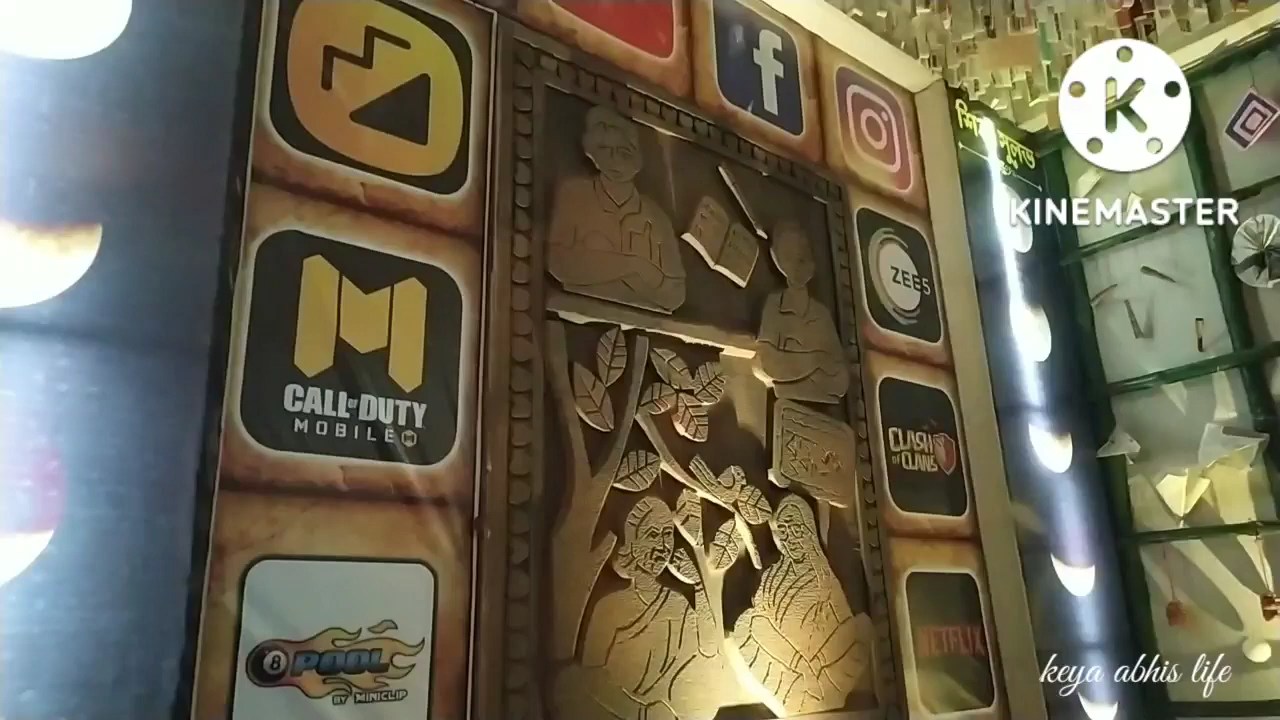 f
KINEMASTER
K
ZEE5
CALL OF DUTY
MOBILE
CLASH
OF CLANS
NETFLIX
8 POOL
BY MINICLIP
keya abhis life